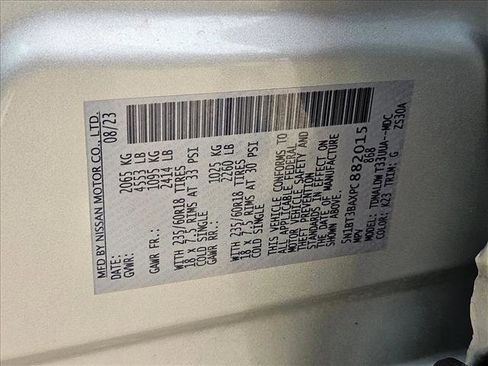 MFD BY NISSAN MOTOR CO., LTD.
DATE: 08/23
GVWR: 2065 KG
4553 LB
GAWR FR.: 1095 KG
2414 LB
WITH 235/60R18 TIRES
18 x 7.5 RIMS AT 33 PSI
COLD SINGLE
GAWR RR.: 1025 KG
2260 LB
WITH 235/60R18 TIRES
18 x 7.5 RIMS AT 30 PSI
COLD SINGLE
THIS VEHICLE CONFORMS TO
ALL APPLICABLE FEDERAL
MOTOR VEHICLE SAFETY AND
THEFT PREVENTION
STANDARDS IN EFFECT ON
THE DATE OF MANUFACTURE
SHOWN ABOVE.
882015
MPV 868
MODEL:
COLOR: K23 TRIM: G
ZS30A